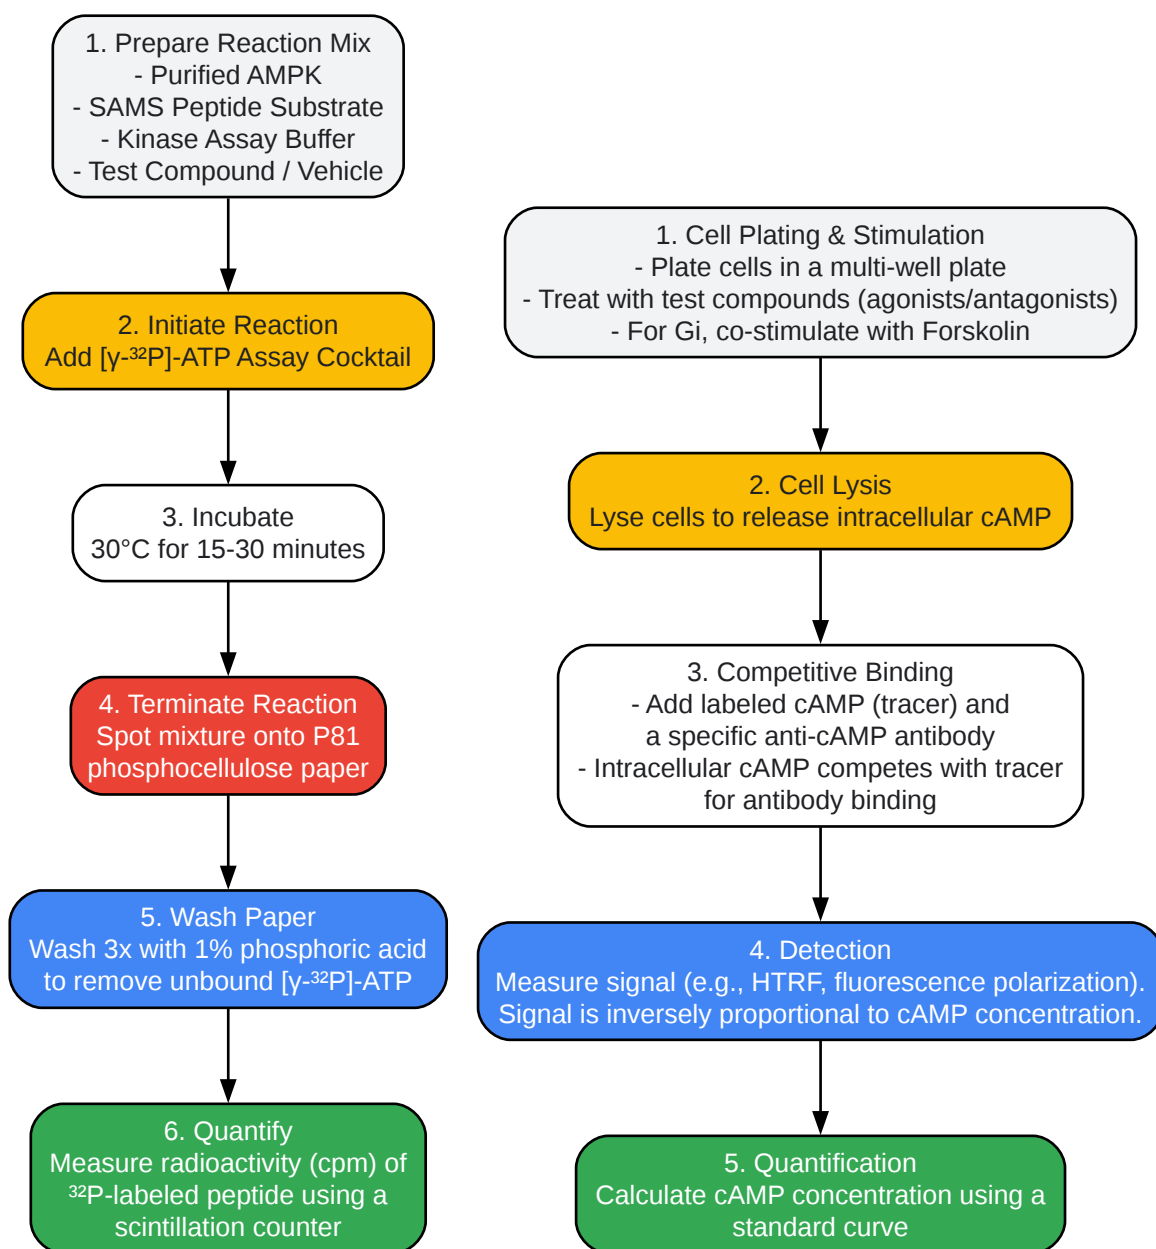 1. Prepare Reaction Mix
- Purified AMPK
- SAMS Peptide Substrate
- Kinase Assay Buffer
- Test Compound / Vehicle
2. Initiate Reaction
Add [γ-³²P]-ATP Assay Cocktail
3. Incubate
30°C for 15-30 minutes
4. Terminate Reaction
Spot mixture onto P81
phosphocellulose paper
5. Wash Paper
Wash 3x with 1% phosphoric acid
to remove unbound [γ-³²P]-ATP
6. Quantify
Measure radioactivity (cpm) of
³²P-labeled peptide using a
scintillation counter
1. Cell Plating & Stimulation
- Plate cells in a multi-well plate
- Treat with test compounds (agonists/antagonists)
- For Gi, co-stimulate with Forskolin
2. Cell Lysis
Lyse cells to release intracellular cAMP
3. Competitive Binding
- Add labeled cAMP (tracer) and
a specific anti-cAMP antibody
- Intracellular cAMP competes with tracer
for antibody binding
4. Detection
Measure signal (e.g., HTRF, fluorescence polarization).
Signal is inversely proportional to cAMP concentration.
5. Quantification
Calculate cAMP concentration using a
standard curve